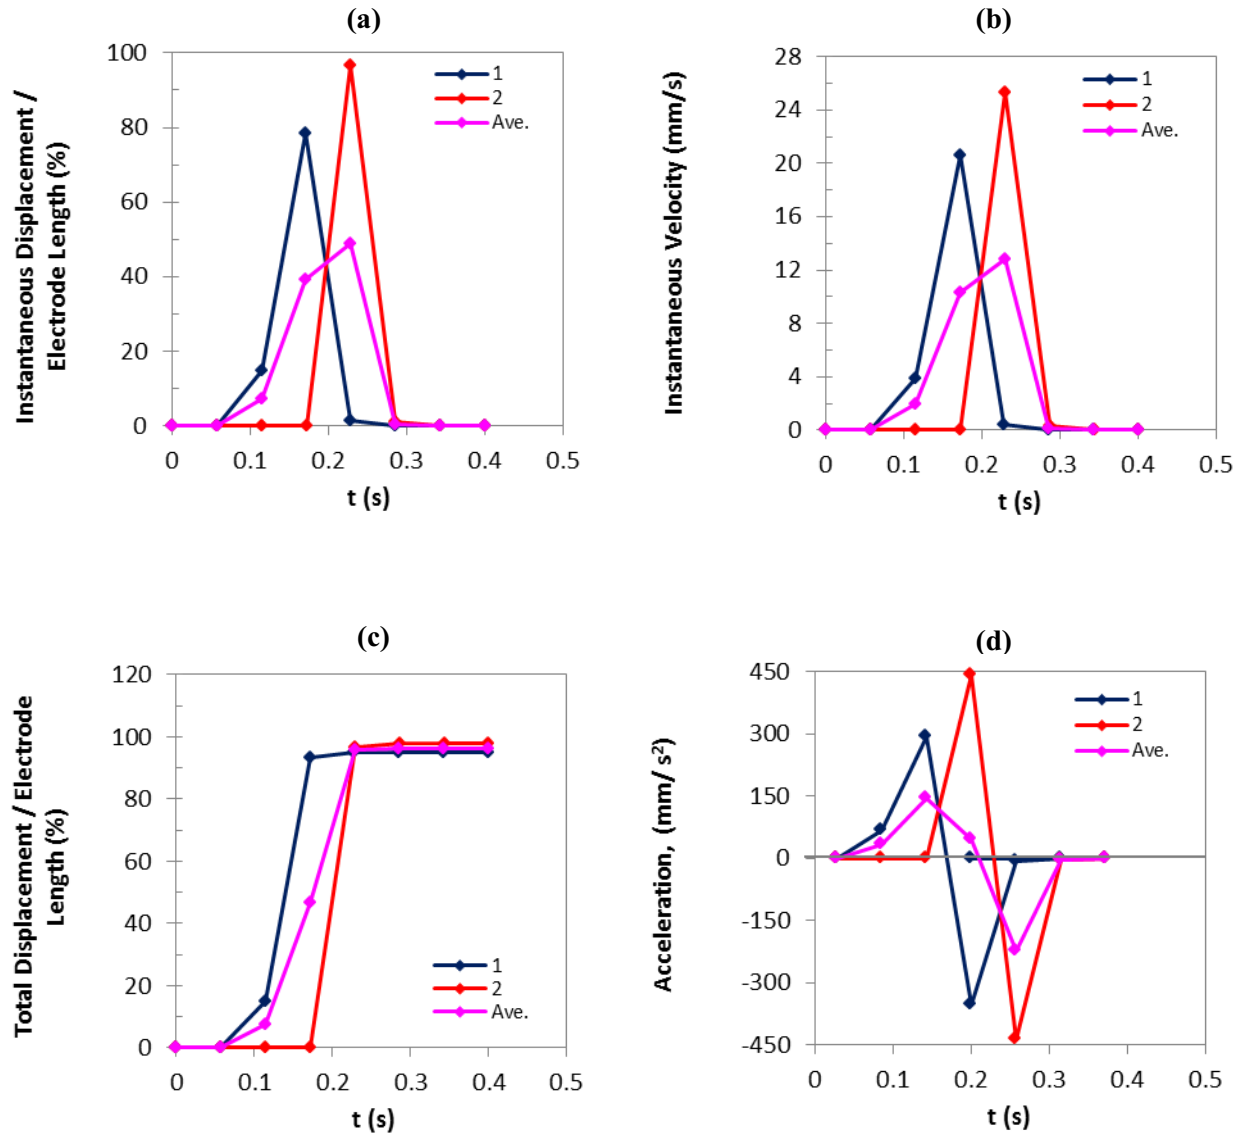 (a)
Instantaneous Displacement /
Electrode Length (%)
100
80
60
40
20
0
0 0.1 0.2 0.3 0.4 0.5
t (s)
1
2
Ave.
(b)
Instantaneous Velocity (mm/s)
28
24
20
16
12
8
4
0
0 0.1 0.2 0.3 0.4 0.5
t (s)
1
2
Ave.
(c)
Total Displacement / Electrode
Length (%)
120
100
80
60
40
20
0
0 0.1 0.2 0.3 0.4 0.5
t (s)
1
2
Ave.
(d)
Acceleration, (mm/ s²)
450
300
150
0
-150
-300
-450
0 0.1 0.2 0.3 0.4 0.5
t (s)
1
2
Ave.